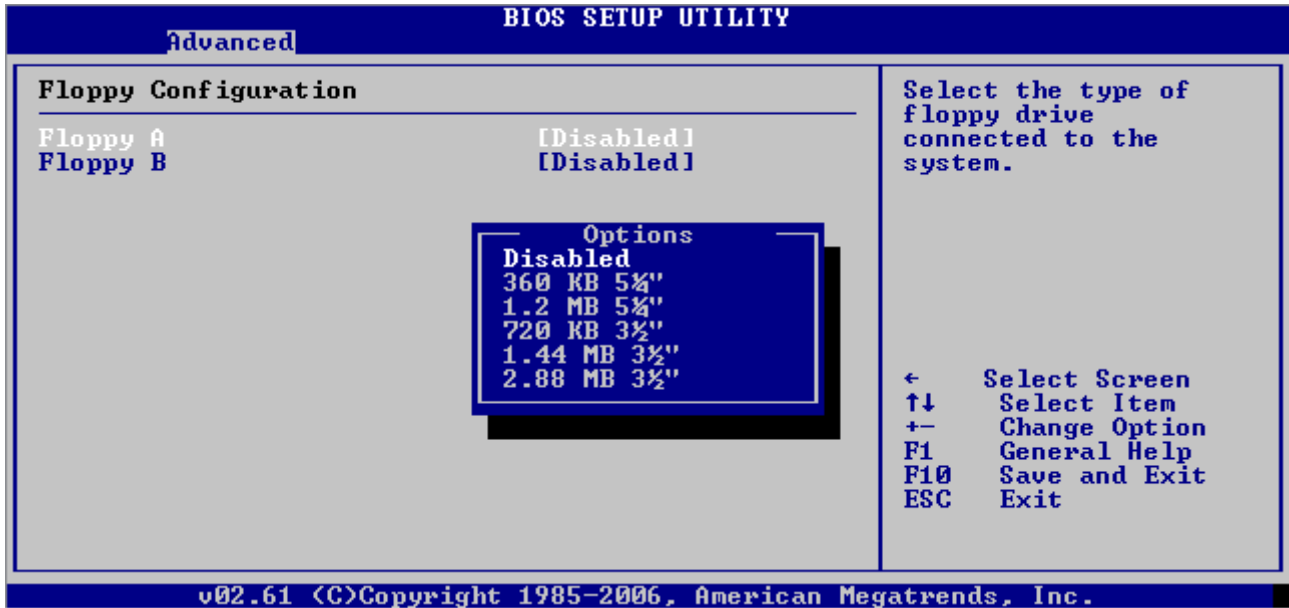 BIOS SETUP UTILITY
Advanced
Floppy Configuration
Floppy A [Disabled]
Floppy B [Disabled]
Options
Disabled
360 KB 5¼"
1.2 MB 5¼"
720 KB 3½"
1.44 MB 3½"
2.88 MB 3½"
Select the type of
floppy drive
connected to the
system.
← Select Screen
↑↓ Select Item
+- Change Option
F1 General Help
F10 Save and Exit
ESC Exit
v02.61 (C)Copyright 1985-2006, American Megatrends, Inc.